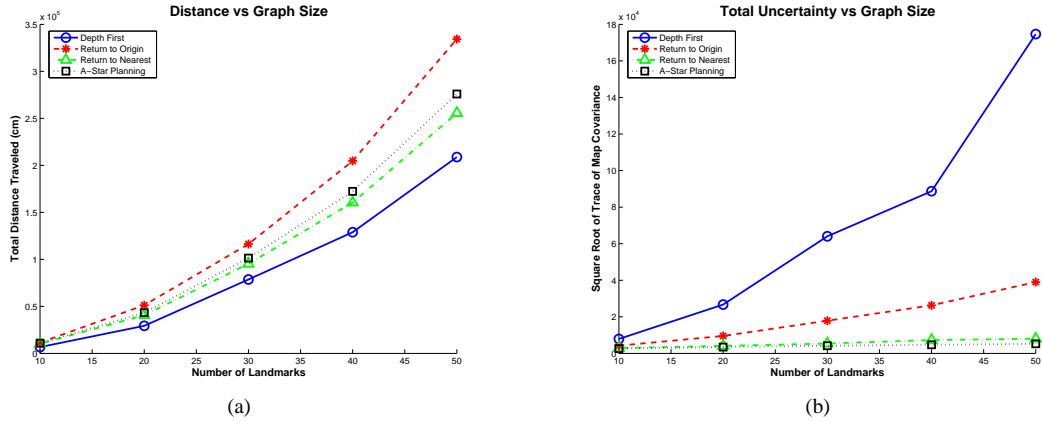 Distance vs Graph Size
x 10⁵
3.5
3
2.5
2
1.5
1
0.5
0
10 15 20 25 30 35 40 45 50
Total Distance Traveled (cm)
Number of Landmarks
Depth First
Return to Origin
Return to Nearest
A−Star Planning
(a)
Total Uncertainty vs Graph Size
x 10⁴
18
16
14
12
10
8
6
4
2
0
10 15 20 25 30 35 40 45 50
Square Root of Trace of Map Covariance
Number of Landmarks
Depth First
Return to Origin
Return to Nearest
A−Star Planning
(b)